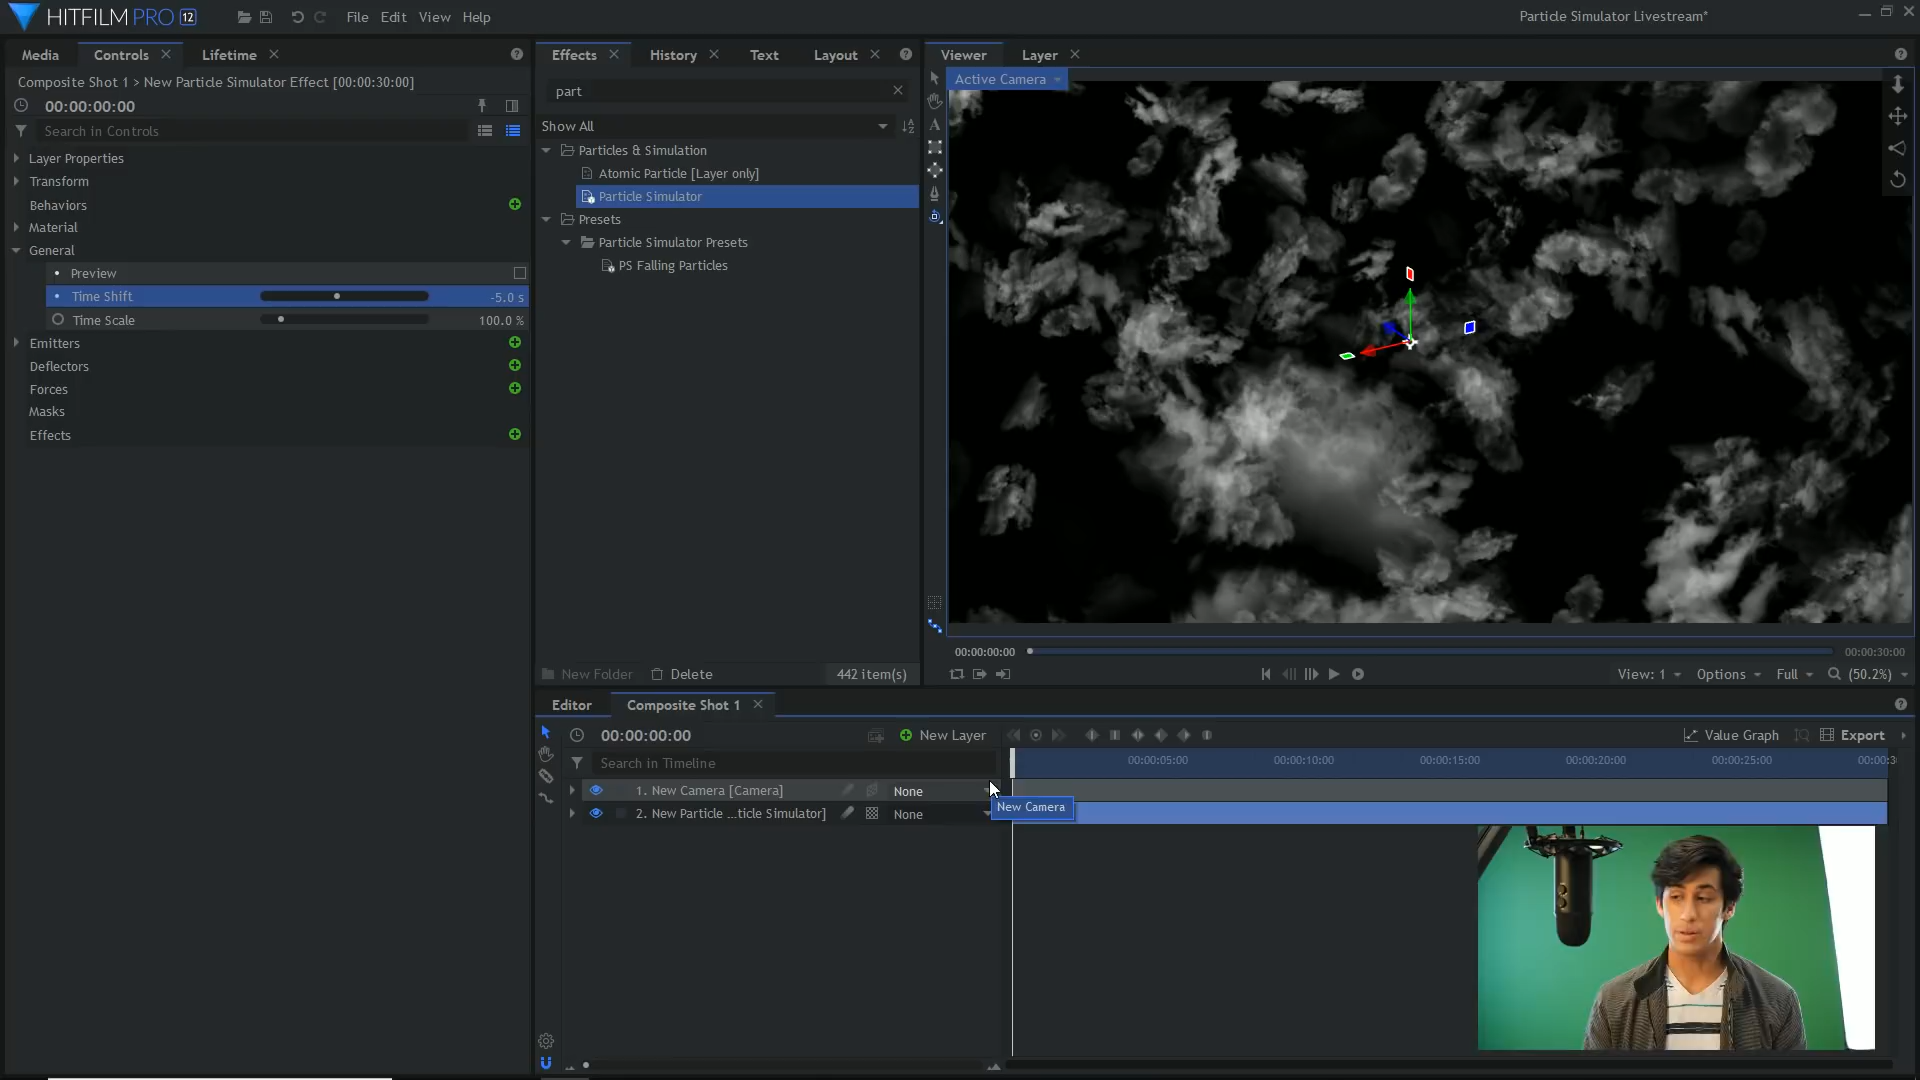 HITFILM PRO 12
File Edit View Help
Particle Simulator Livestream*
Media Controls Lifetime
Composite Shot 1 > New Particle Simulator Effect [00:00:30:00]
00:00:00:00
Search in Controls
Layer Properties
Transform
Behaviors
Material
General
Preview
Time Shift -5.0 s
Time Scale 100.0 %
Emitters
Deflectors
Forces
Masks
Effects
Effects History Text Layout
part
Show All
Particles & Simulation
Atomic Particle [Layer only]
Particle Simulator
Presets
Particle Simulator Presets
PS Falling Particles
New Folder Delete 442 item(s)
Viewer Layer
Active Camera
00:00:00:00 00:00:30:00
View: 1 Options Full (50.2%)
Editor Composite Shot 1
00:00:00:00 New Layer Value Graph Export
Search in Timeline
00:00:05:00 00:00:10:00 00:00:15:00 00:00:20:00 00:00:25:00 00:00:3
1. New Camera [Camera] None
New Camera
2. New Particle ...ticle Simulator] None